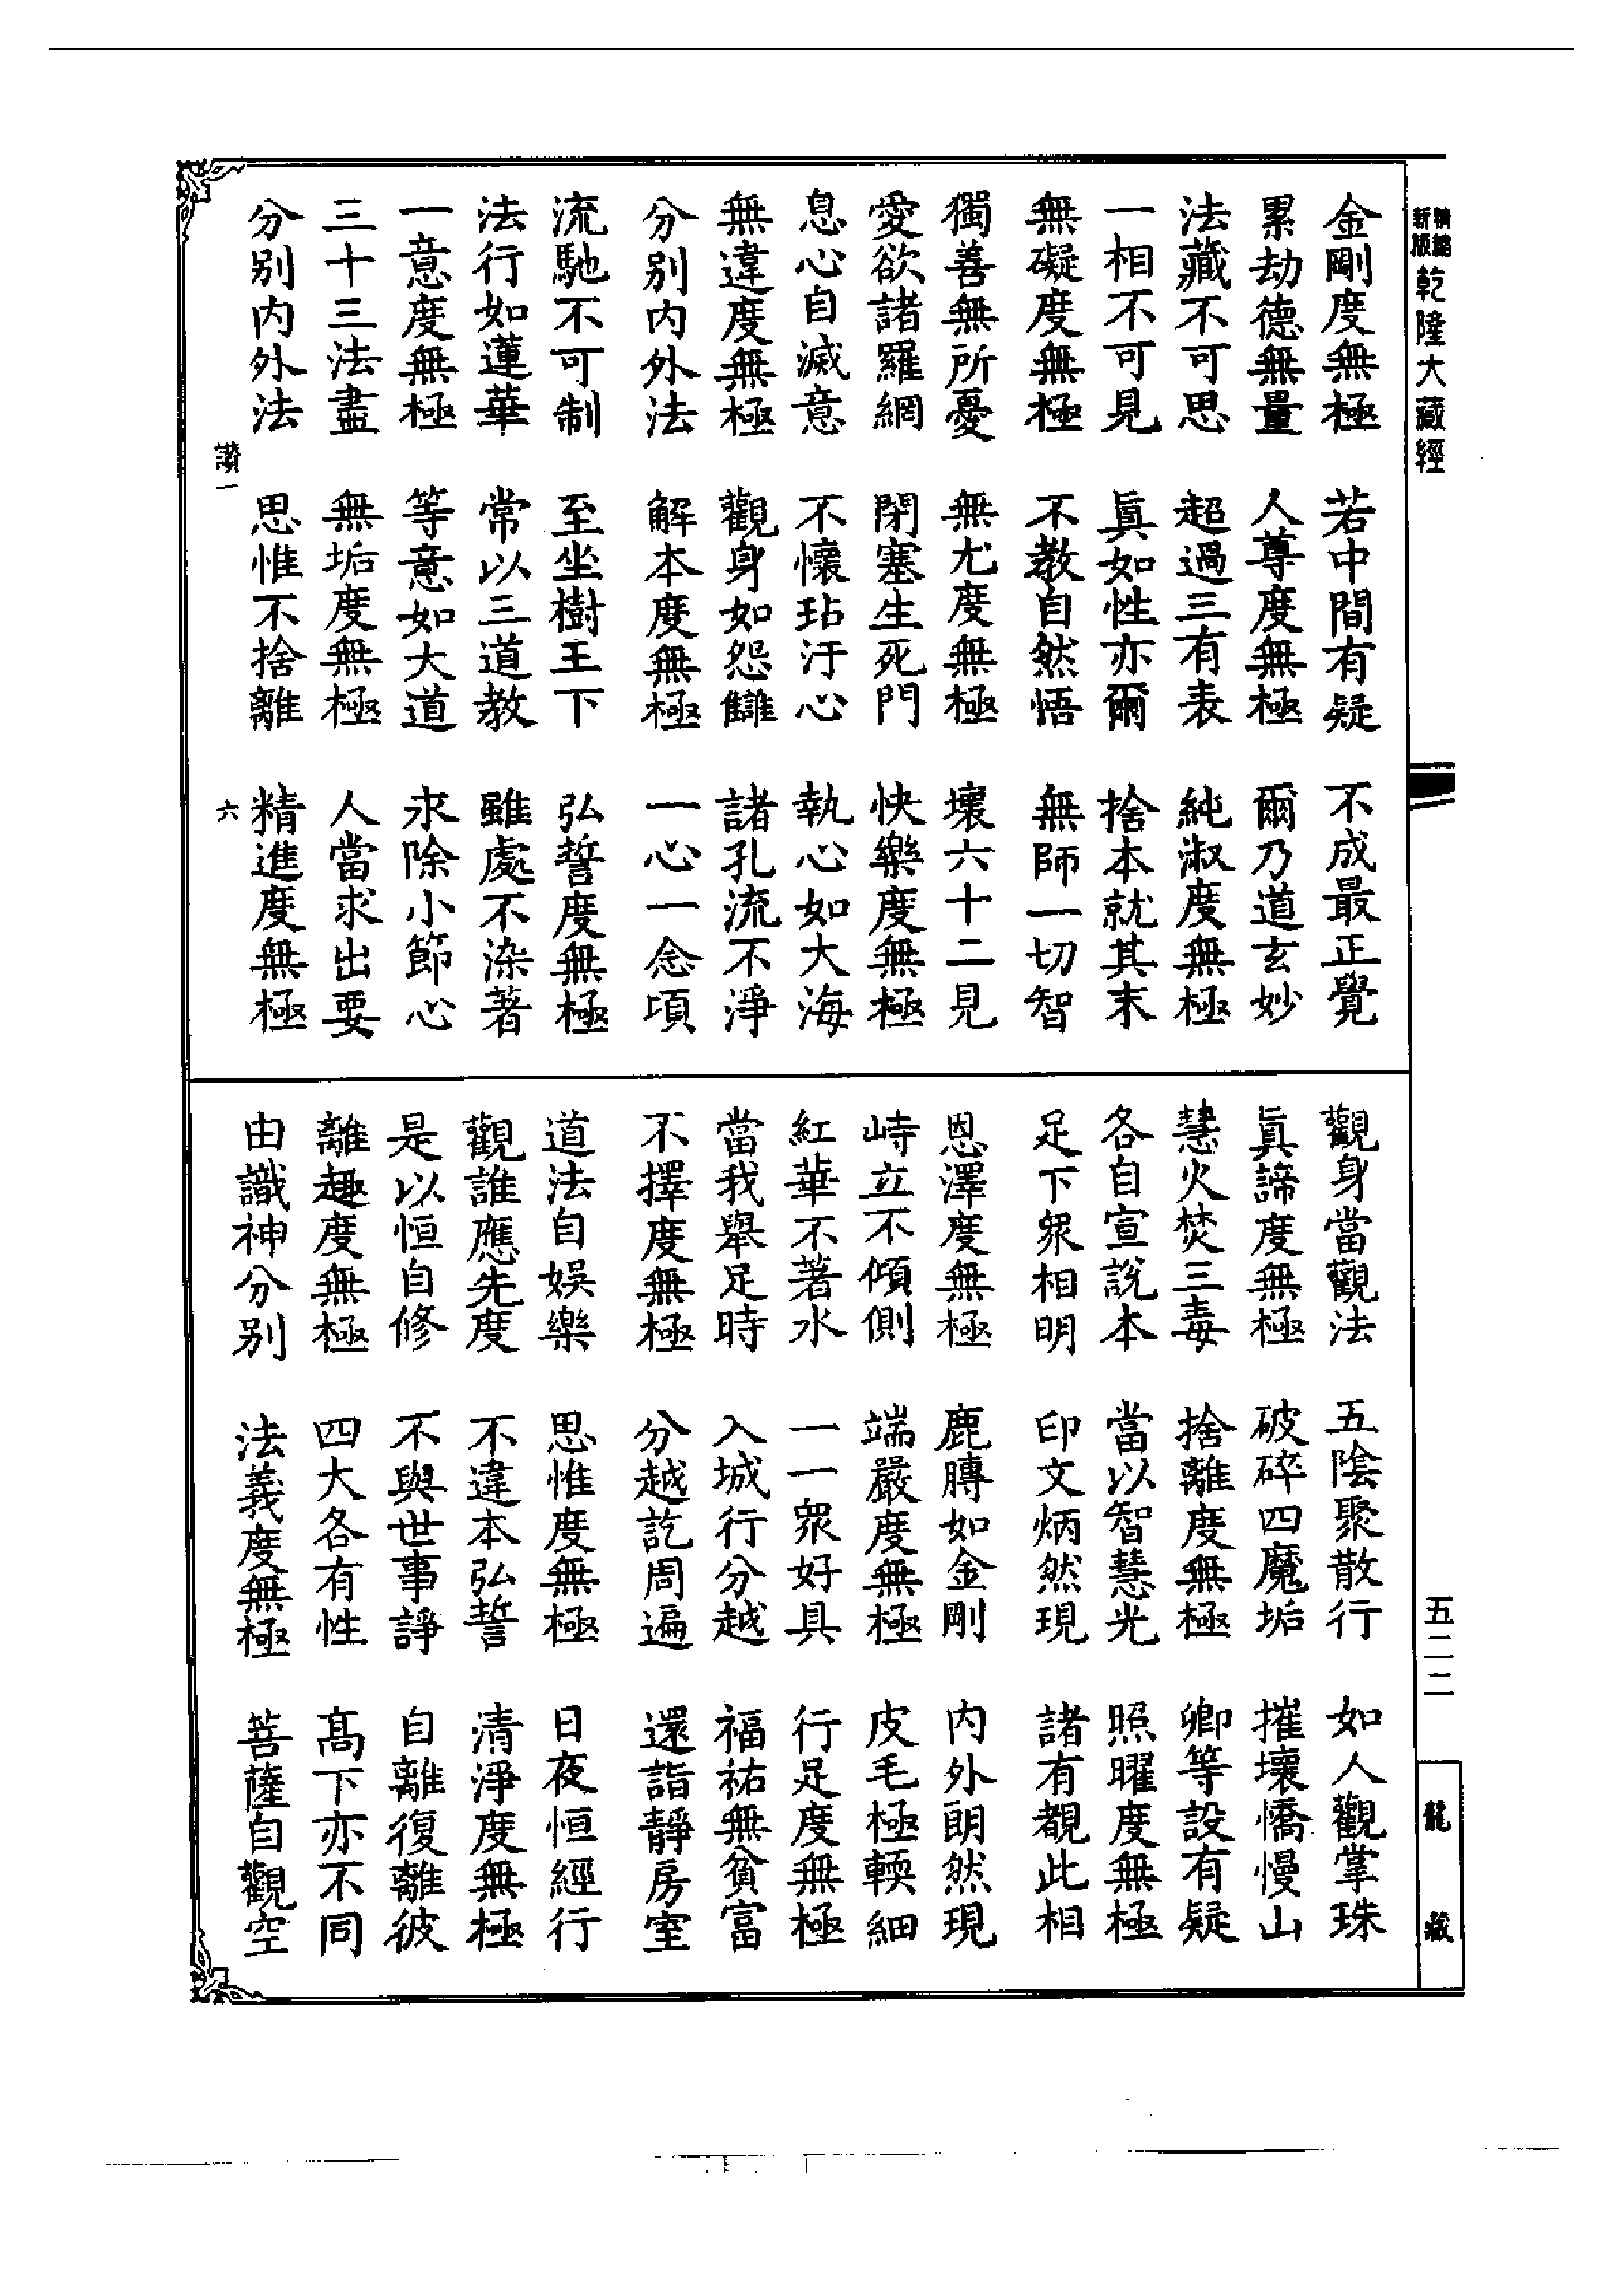 新版精縮乾隆大藏經
金剛度無極　若中間有疑　不成最正覺
累劫德無量　人尊度無極　爾乃道玄妙
法藏不可思　超過三有表　純淑度無極
一相不可見　眞如性亦爾　捨本就其末
無礙度無極　不教自然悟　無師一切智
獨善無所憂　無尤度無極　壞六十二見
愛欲諸羅網　閉塞生死門　快樂度無極
息心自滅意　不懷玷汙心　執心如大海
無違度無極　觀身如怨讎　諸孔流不淨
分別內外法　解本度無極　一心一念頃
流馳不可制　至坐樹王下　弘誓度無極
法行如蓮華　常以三道教　雖處不染著
一意度無極　等意如大道　永除小節心
三十三法盡　無垢度無極　人當求出要
分別內外法　思惟不捨離　精進度無極
讚一　六
觀身當觀法　五陰聚散行　如人觀掌珠
眞諦度無極　破碎四魔垢　摧壞憍慢山
慧火焚三毒　捨離度無極　卿等設有疑
各自宣說本　當以智慧光　照曜度無極
足下衆相明　印文炳然現　諸有覩此相
恩澤度無極　鹿膊如金剛　內外朗然現
峙立不傾側　端嚴度無極　皮毛極輭細
紅華不著水　一一衆好具　行足度無極
當我舉足時　入城行分越　福祐無貧富
不擇度無極　分越訖周遍　還詣靜房室
道法自娛樂　思惟度無極　日夜恒經行
觀誰應先度　不違本弘誓　清淨度無極
是以恒自修　不與世事諍　自離復離彼
離趣度無極　四大各有性　高下亦不同
由識神分別　法義度無極　菩薩自觀空
五二二
龍藏